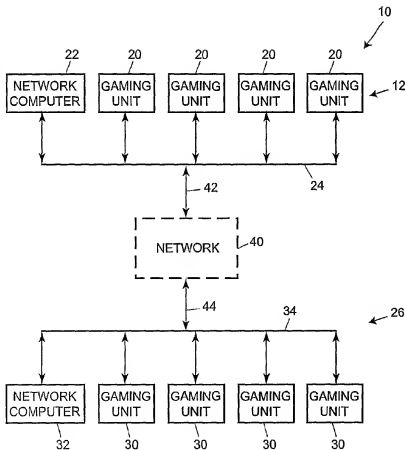 10
22 20 20 20 20
NETWORK COMPUTER GAMING UNIT GAMING UNIT GAMING UNIT GAMING UNIT 12
24
42
NETWORK 40
44
34 26
NETWORK COMPUTER GAMING UNIT GAMING UNIT GAMING UNIT GAMING UNIT
32 30 30 30 30